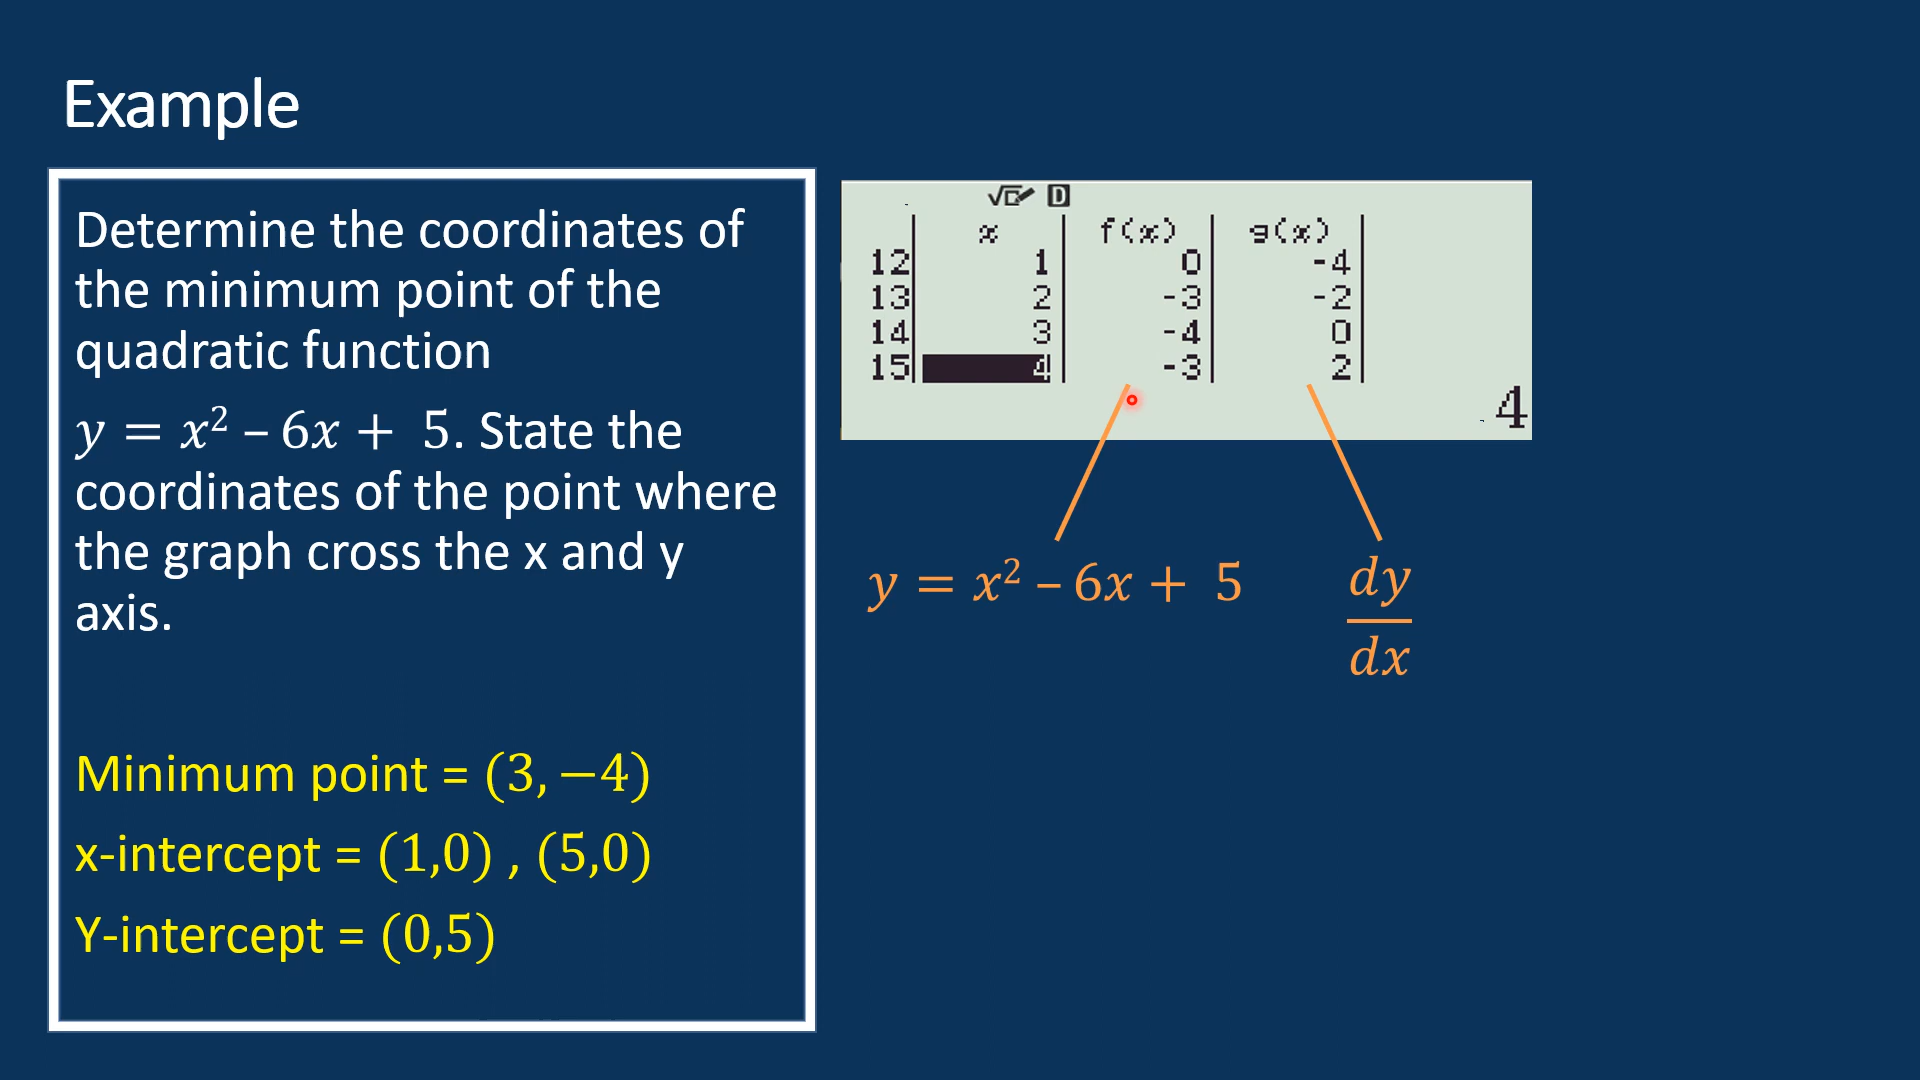 Example
Determine the coordinates of
the minimum point of the
quadratic function
y = x² – 6x + 5. State the
coordinates of the point where
the graph cross the x and y
axis.
Minimum point = (3, −4)
x-intercept = (1,0) , (5,0)
Y-intercept = (0,5)
√□ D
x f(x) g(x)
12 1 0 -4
13 2 -3 -2
14 3 -4 0
15 4 -3 2
4
y = x² – 6x + 5
dy
dx